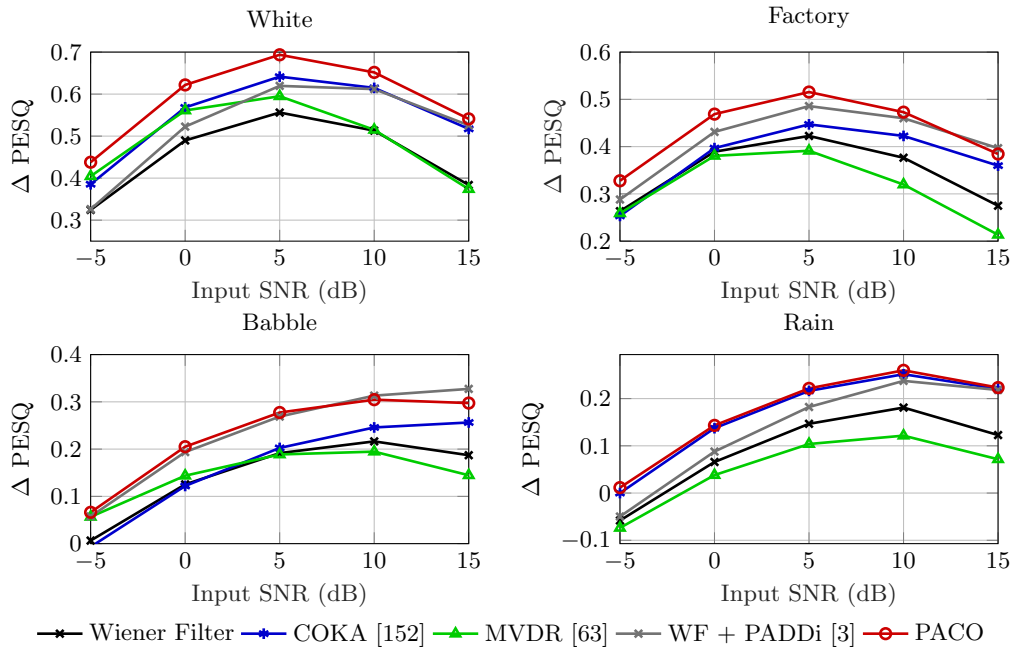 White
Factory
0.7
0.6
0.5
0.4
0.3
Δ PESQ
−5 0 5 10 15
Input SNR (dB)
0.6
0.5
0.4
0.3
0.2
Δ PESQ
−5 0 5 10 15
Input SNR (dB)
Babble
Rain
0.4
0.3
0.2
0.1
0
Δ PESQ
−5 0 5 10 15
Input SNR (dB)
0.2
0.1
0
−0.1
Δ PESQ
−5 0 5 10 15
Input SNR (dB)
Wiener Filter COKA [152] MVDR [63] WF + PADDi [3] PACO